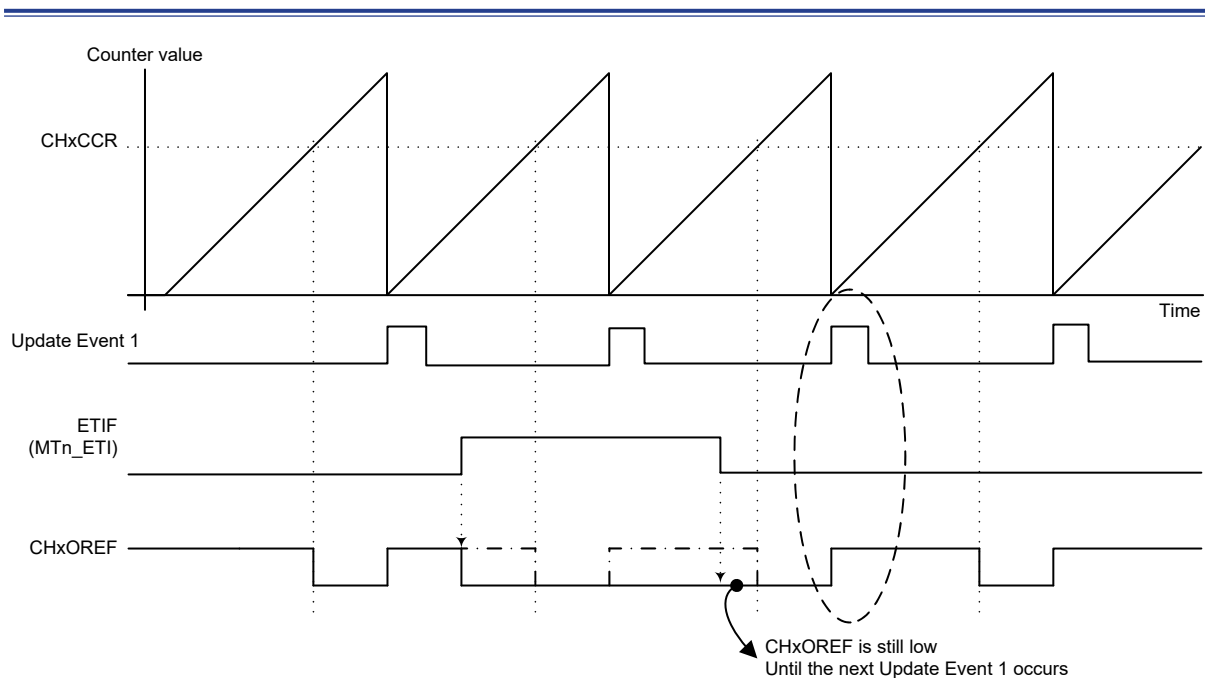 Counter value
CHxCCR
Time
Update Event 1
ETIF
(MTn_ETI)
CHxOREF
CHxOREF is still low
Until the next Update Event 1 occurs